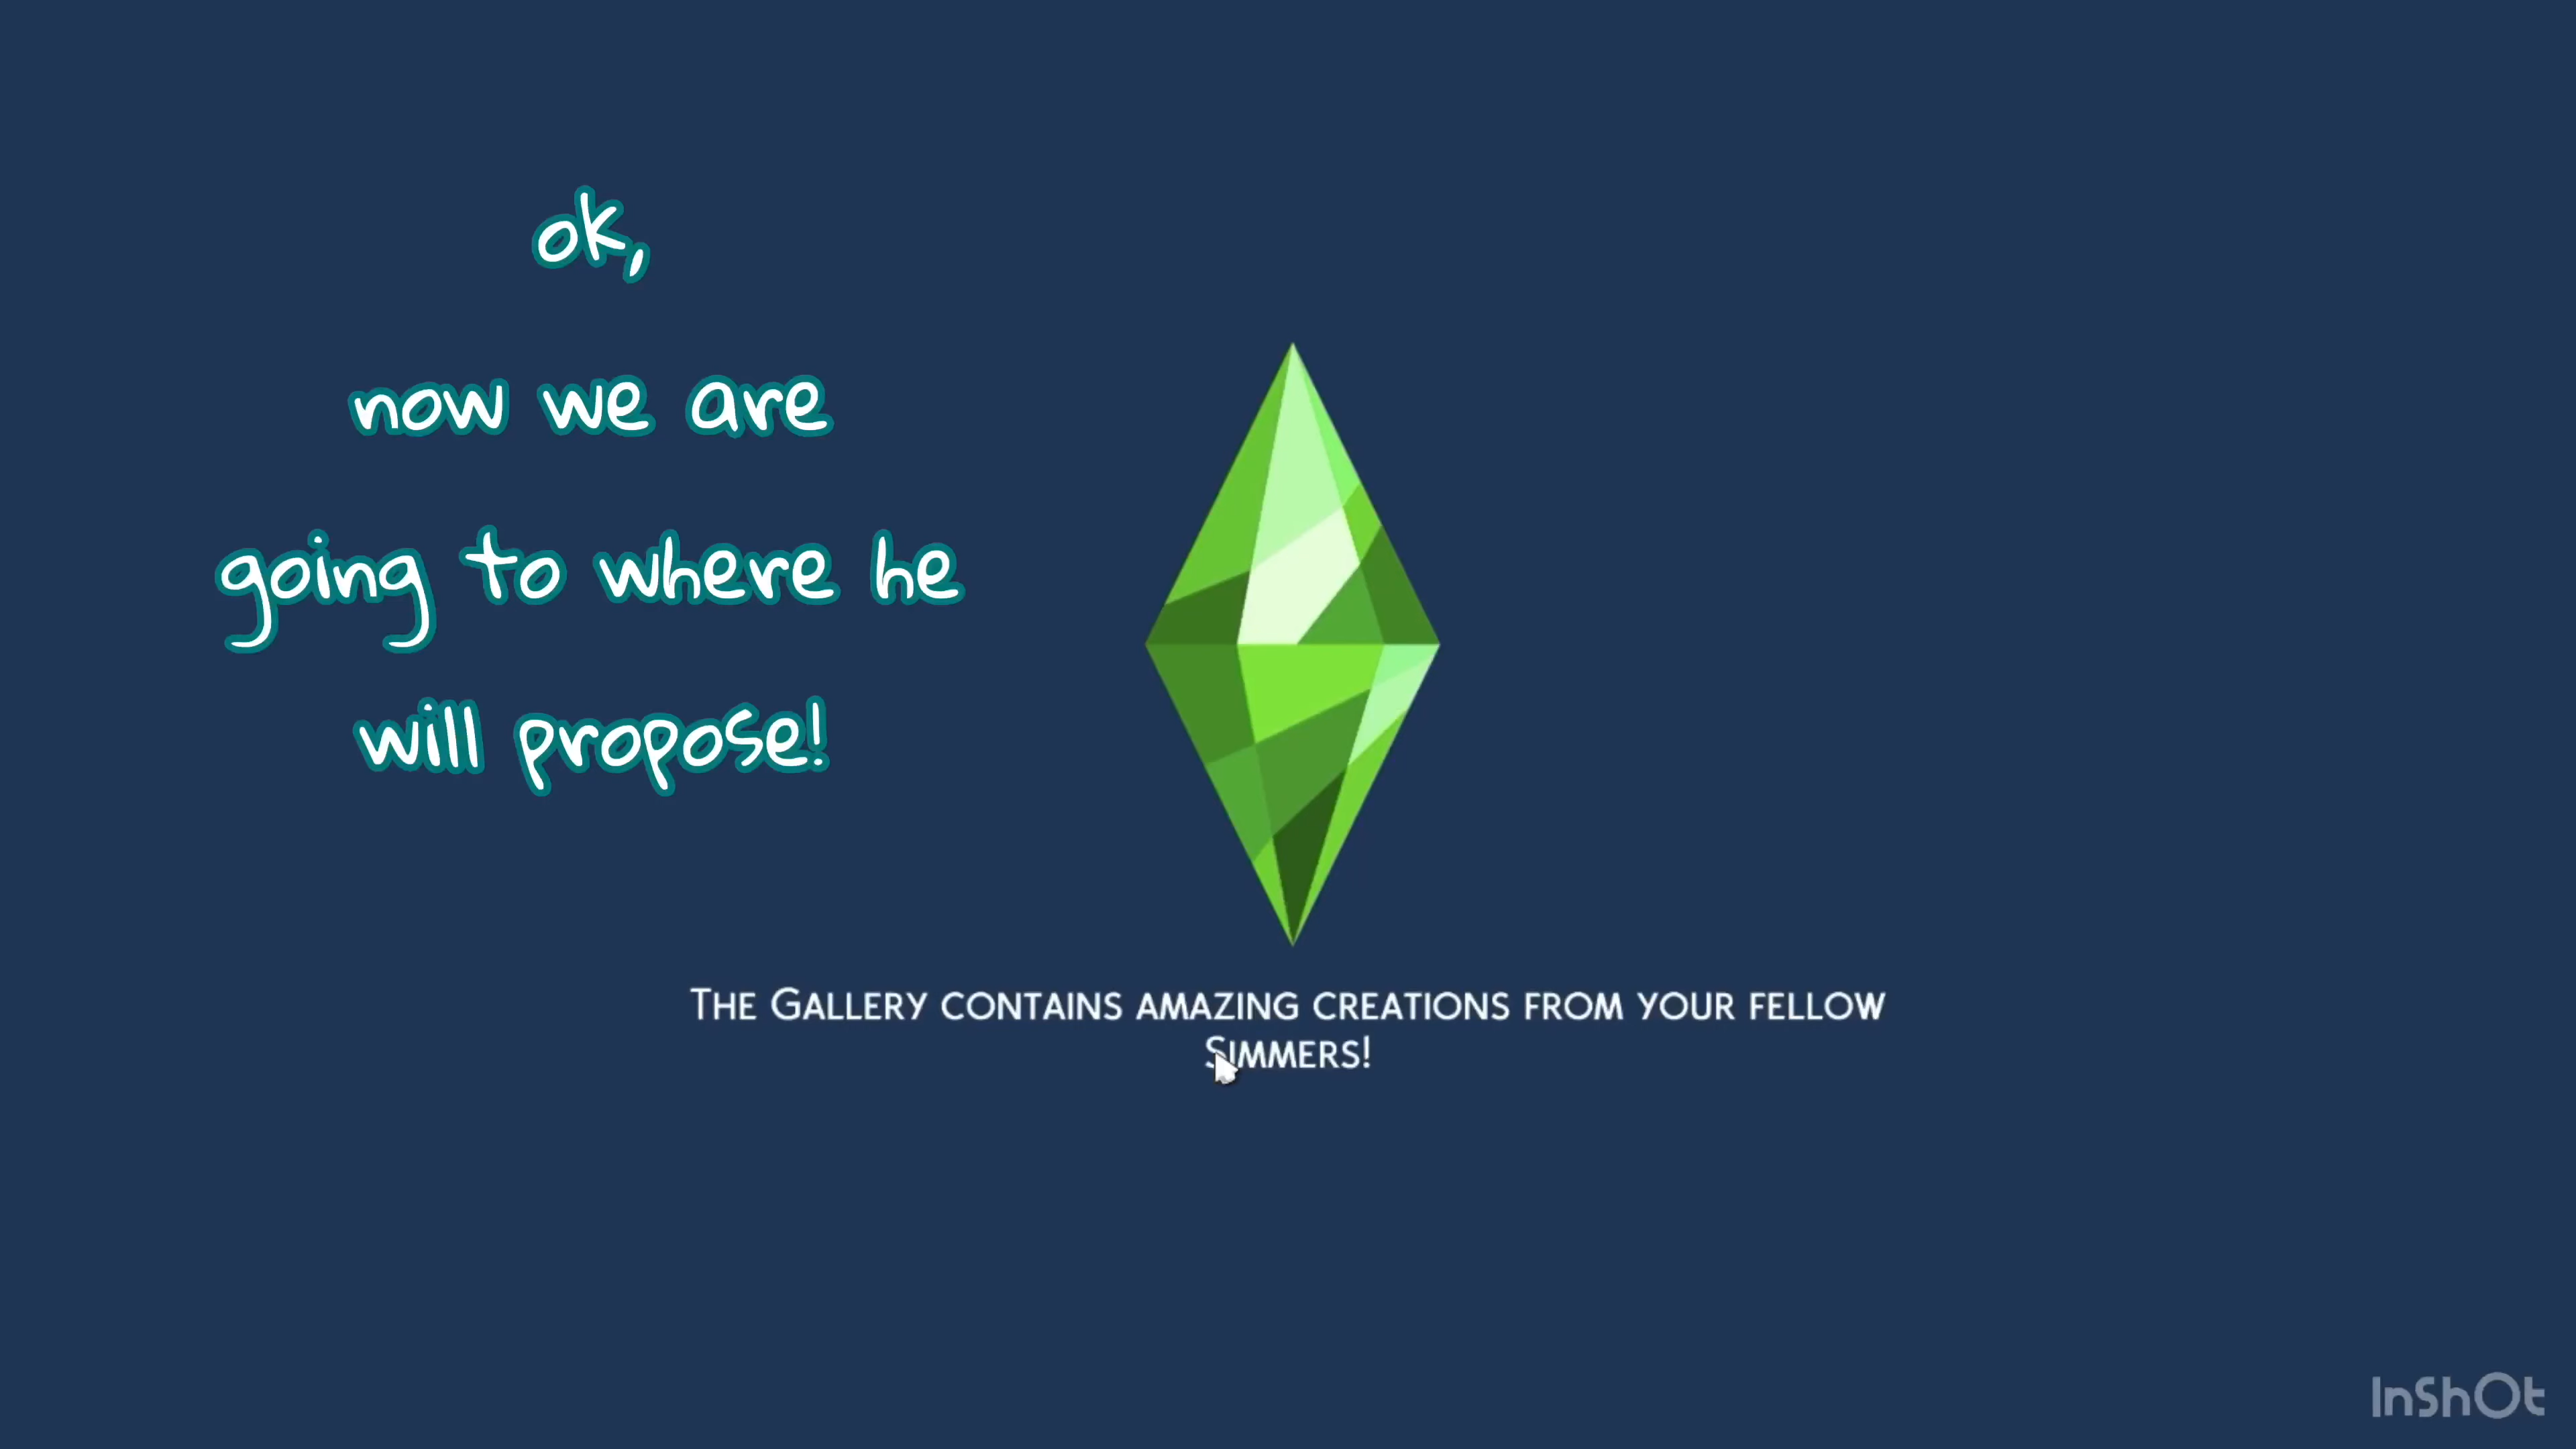 ok,
now we are
going to where he
will propose!
The Gallery contains amazing creations from your fellow
Simmers!
InShOt